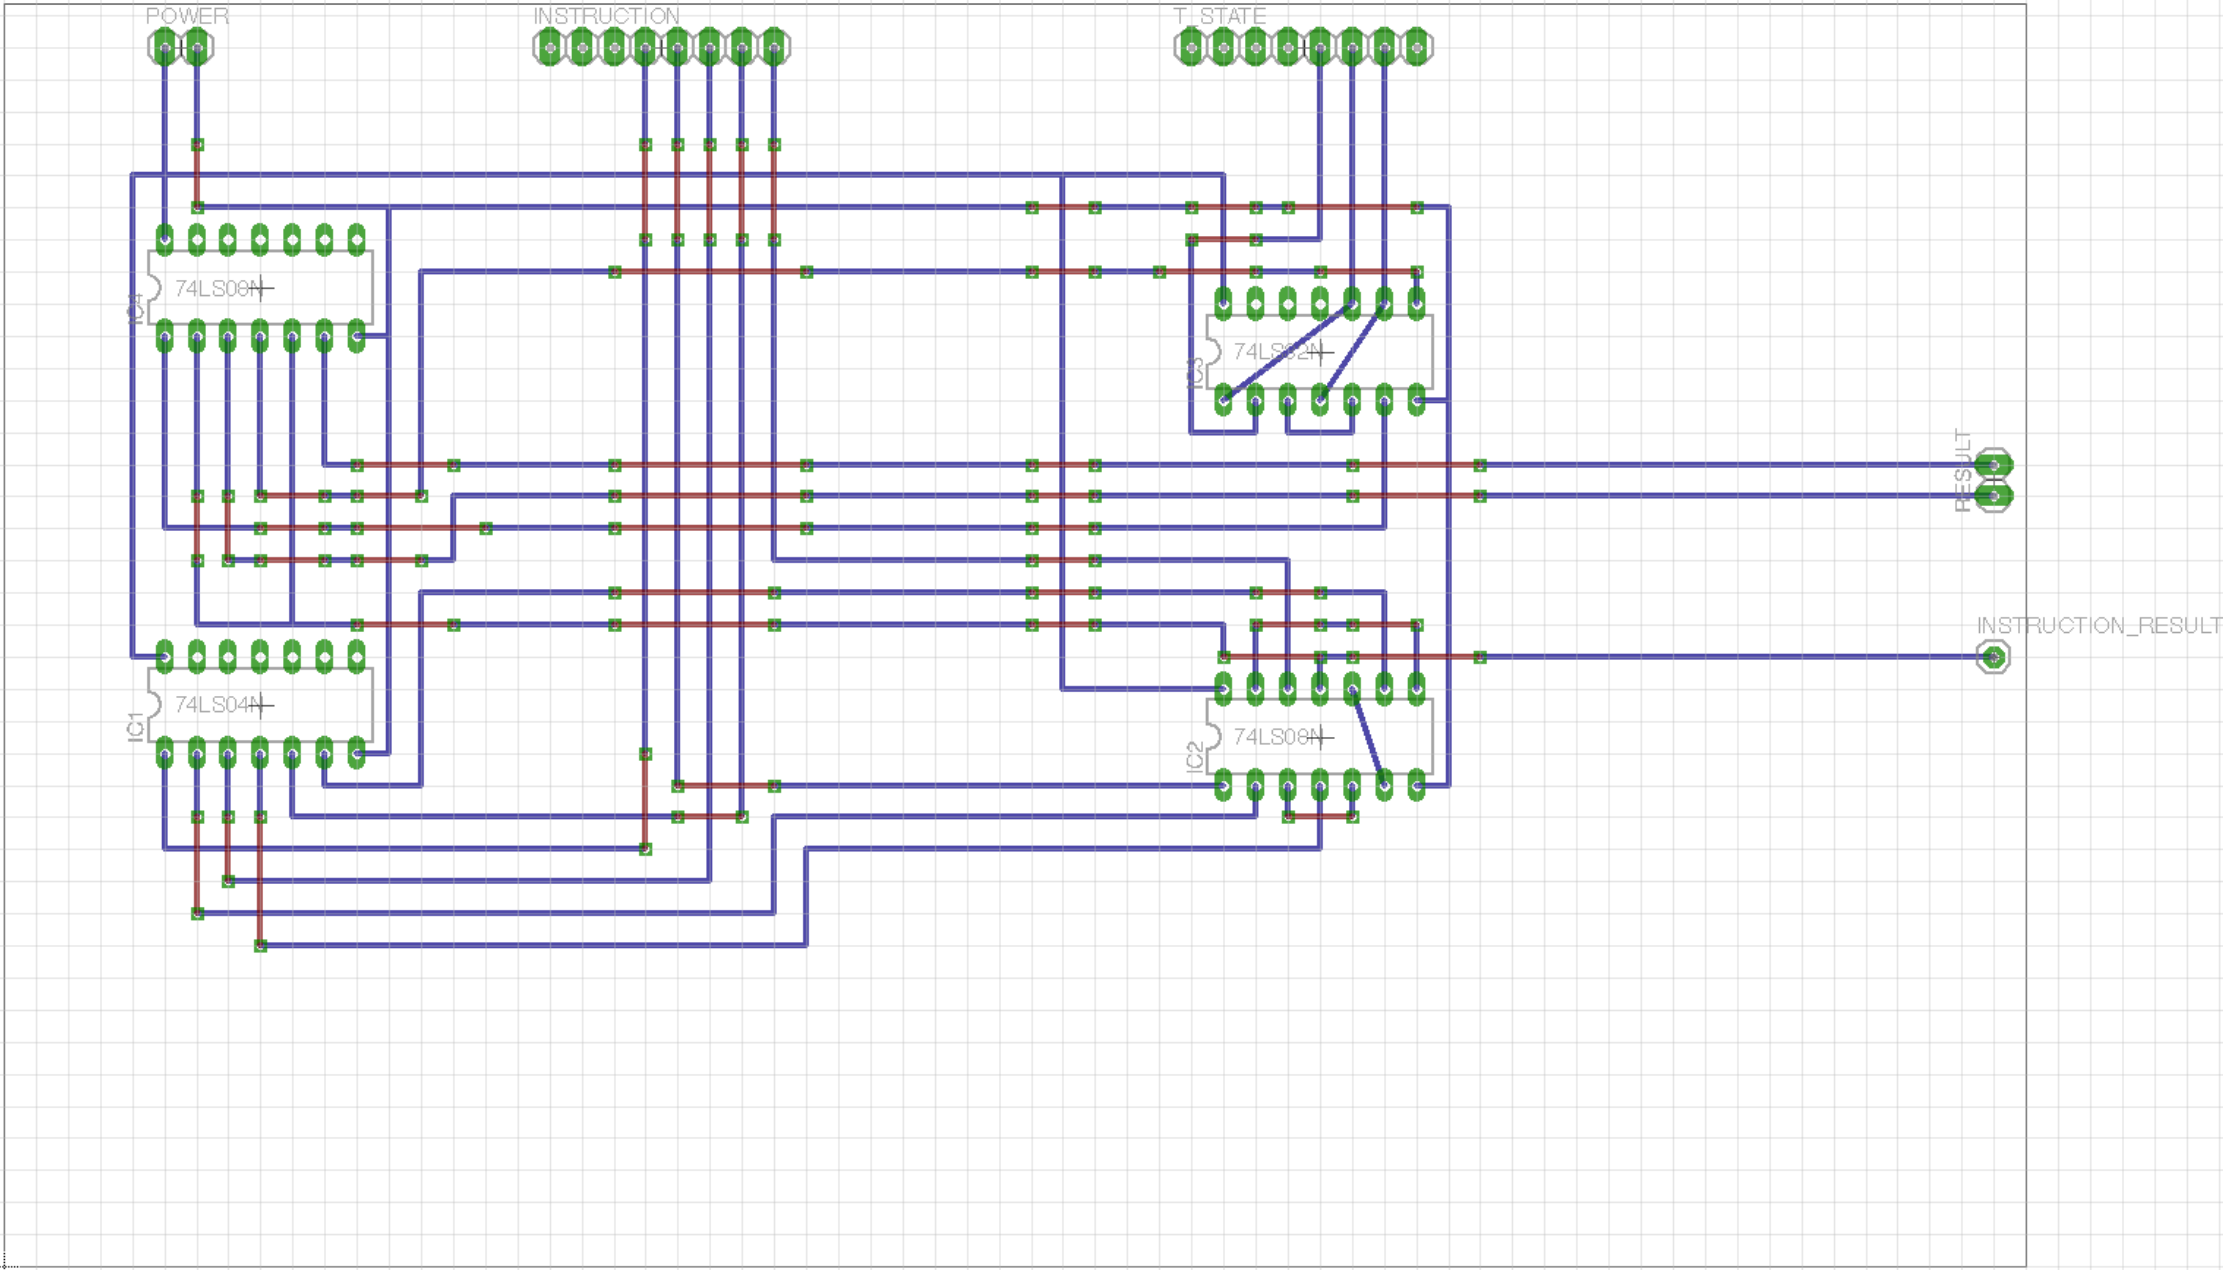 POWER
INSTRUCTION
T_STATE
74LS08N
IC4
74LS32N
IC3
RESULT
INSTRUCTION_RESULT
74LS04N
IC1
74LS08N
IC2